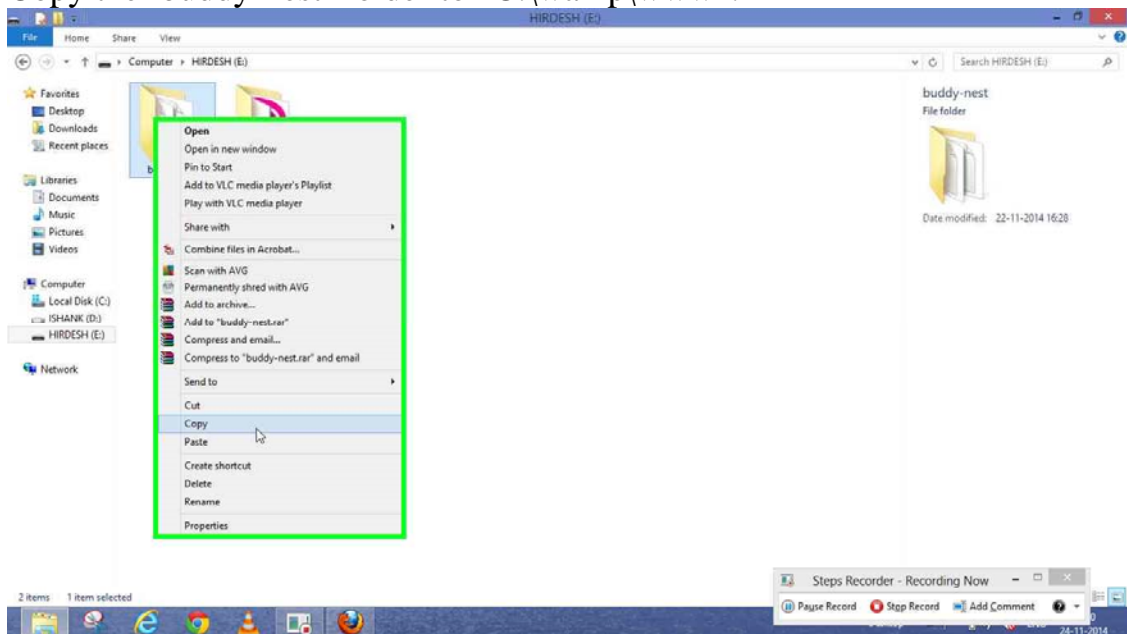 HIRDESH (E:)
File Home Share View
Computer HIRDESH (E:)
Search HIRDESH (E:)
Favorites
Desktop
Downloads
Recent places
Libraries
Documents
Music
Pictures
Videos
Computer
Local Disk (C:)
ISHANK (D:)
HIRDESH (E:)
Network
Open
Open in new window
Pin to Start
Add to VLC media player's Playlist
Play with VLC media player
Share with
Combine files in Acrobat...
Scan with AVG
Permanently shred with AVG
Add to archive...
Add to "buddy-nest.rar"
Compress and email...
Compress to "buddy-nest.rar" and email
Send to
Cut
Copy
Paste
Create shortcut
Delete
Rename
Properties
buddy-nest
File folder
Date modified: 22-11-2014 16:28
Steps Recorder - Recording Now
Pause Record Stop Record Add Comment
2 items 1 item selected
24-11-2014